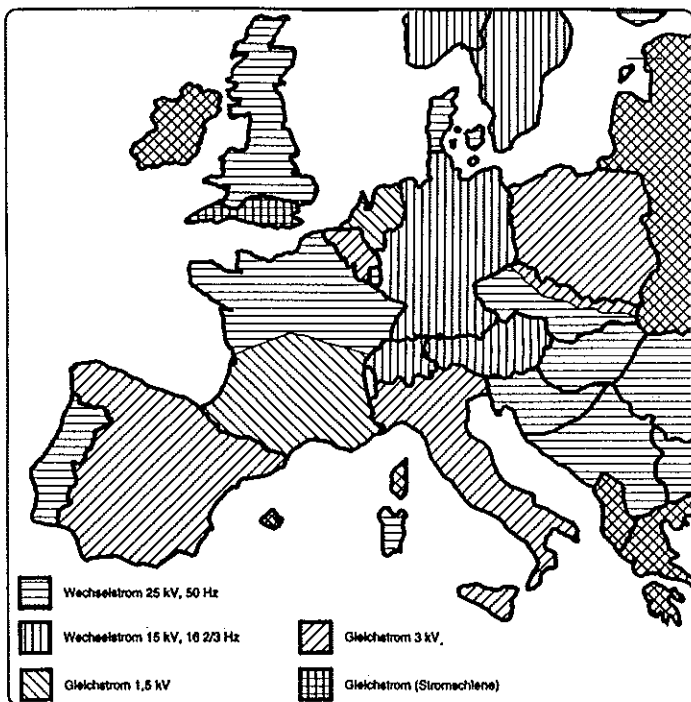 Wechselstrom 25 kV, 50 Hz
Wechselstrom 15 kV, 16 2/3 Hz
Gleichstrom 3 kV
Gleichstrom 1,5 kV
Gleichstrom (Stromschiene)